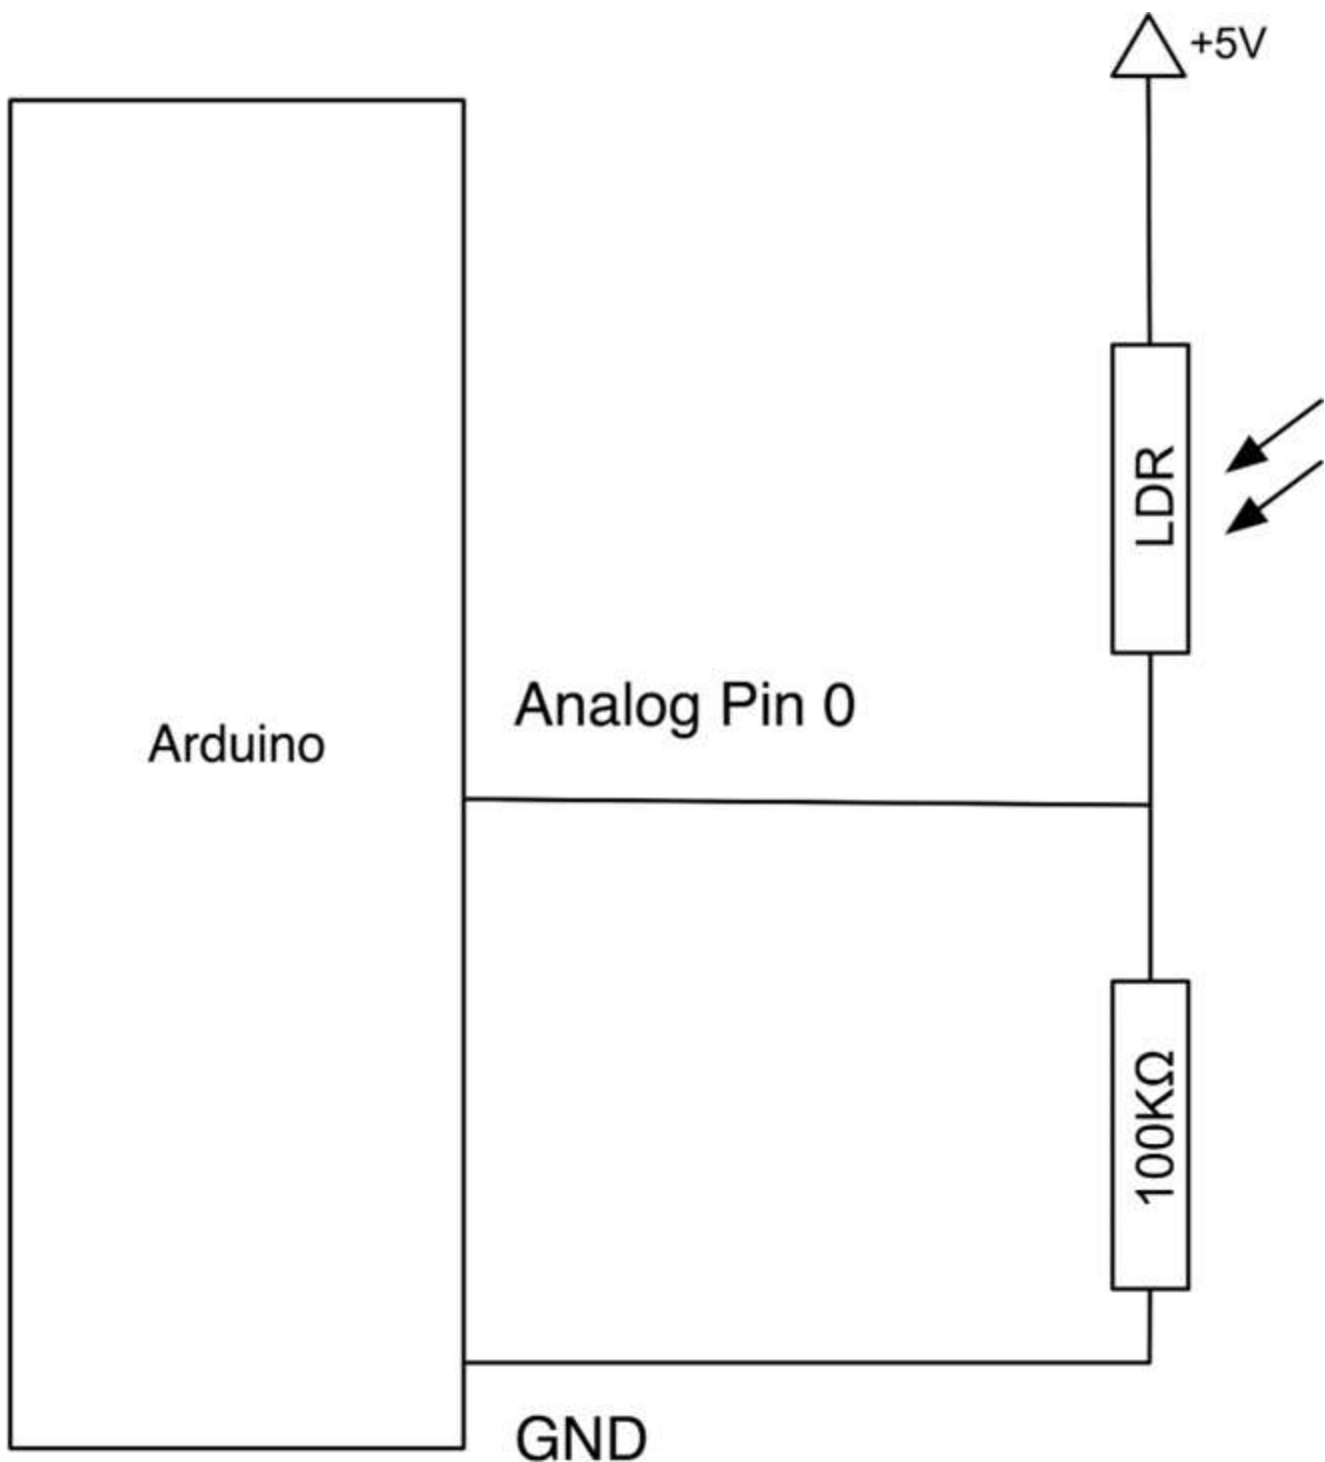 +5V
LDR
Analog Pin 0
Arduino
100KΩ
GND